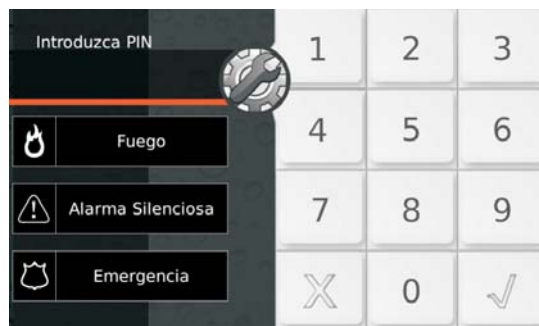 Introduzca PIN
Fuego
Alarma Silenciosa
Emergencia
1 2 3
4 5 6
7 8 9
X 0 √